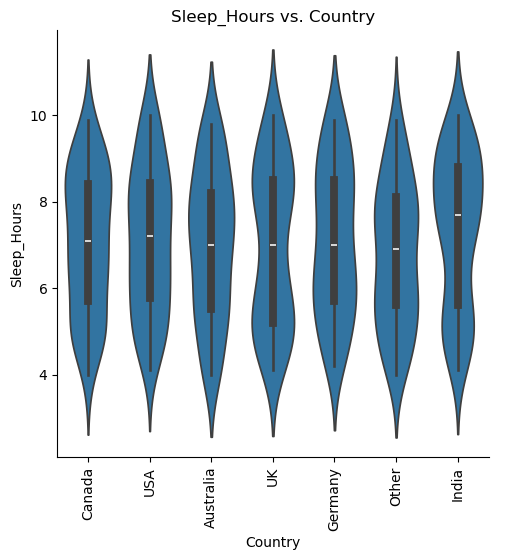 Sleep_Hours vs. Country
10
8
6
4
Sleep_Hours
Canada
USA
Australia
UK
Germany
Other
India
Country